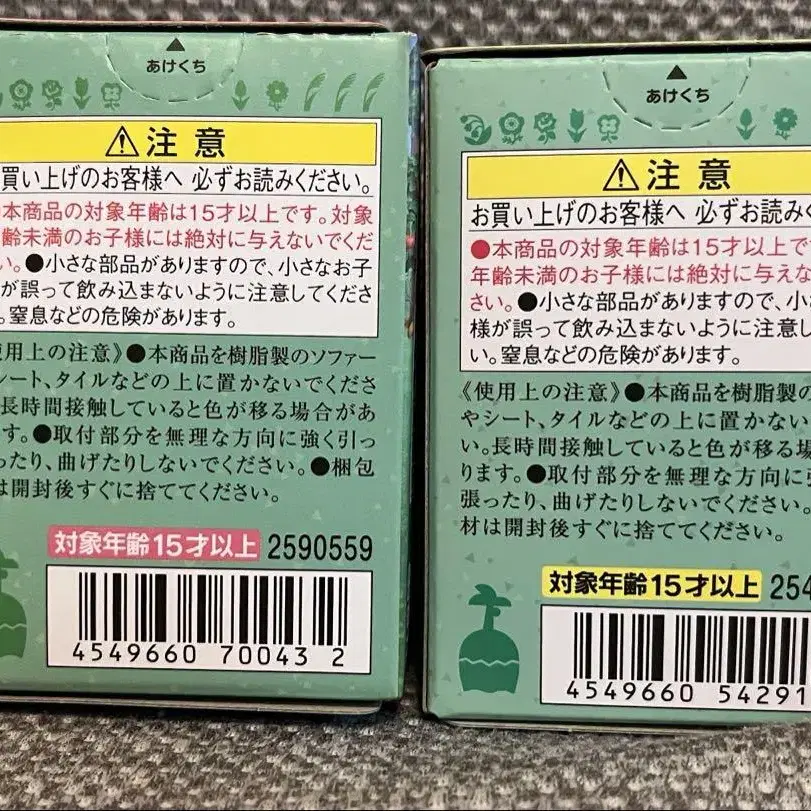 あけくち
注意
買い上げのお客様へ 必ずお読みください。
本商品の対象年齢は15才以上です。対象
齢未満のお子様には絶対に与えないでくだ
い。●小さな部品がありますので、小さなお子
が誤って飲み込まないように注意してくださ
。窒息などの危険があります。
使用上の注意》●本商品を樹脂製のソファー
シート、タイルなどの上に置かないでくださ
長時間接触していると色が移る場合があ
す。●取付部分を無理な方向に強く引っ
ったり、曲げたりしないでください。●梱包
は開封後すぐに捨ててください。
対象年齢15才以上 2590559
4549660 70043 2
あけくち
注意
お買い上げのお客様へ 必ずお読みく
●本商品の対象年齢は15才以上で
年齢未満のお子様には絶対に与えな
さい。●小さな部品がありますので、小
様が誤って飲み込まないように注意し
い。窒息などの危険があります。
《使用上の注意》●本商品を樹脂製の
やシート、タイルなどの上に置かない
い。長時間接触していると色が移る場
ります。●取付部分を無理な方向に
張ったり、曲げたりしないでください。
材は開封後すぐに捨ててください。
対象年齢15才以上 254
4549660 54291